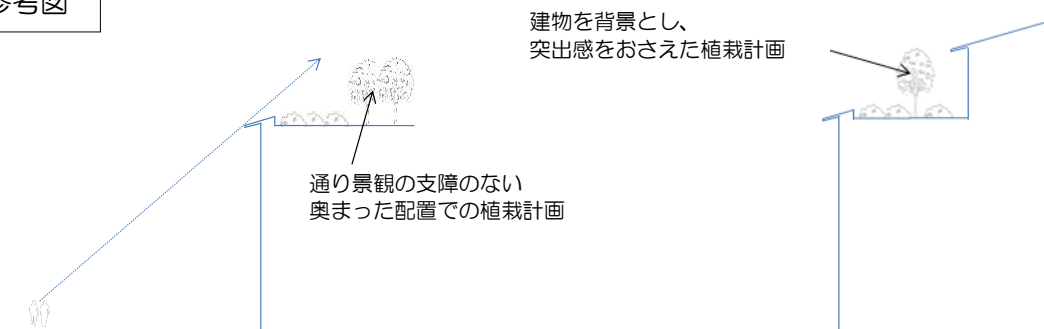 参考図
建物を背景とし、
突出感をおさえた植栽計画
通り景観の支障のない
奥まった配置での植栽計画